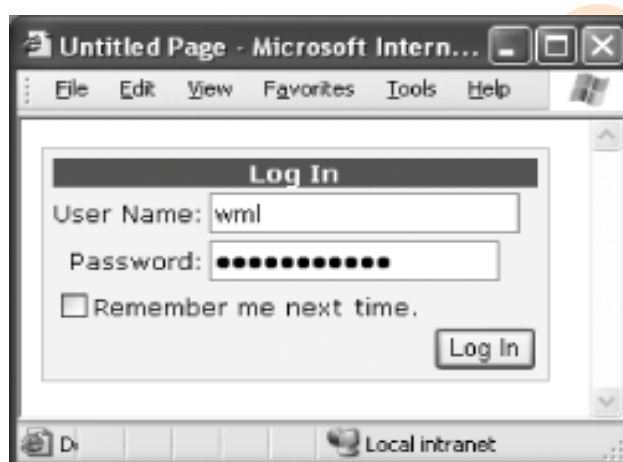 Untitled Page - Microsoft Intern...
File Edit View Favorites Tools Help
Log In
User Name: wml
Password: ●●●●●●●●●●●
Remember me next time.
Log In
Local intranet